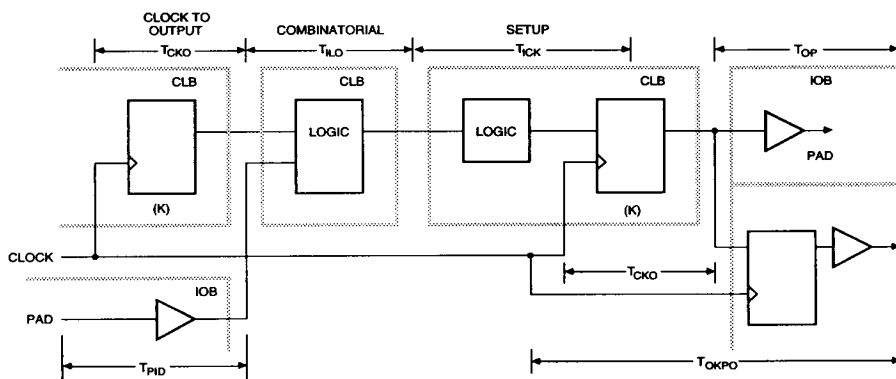 CLOCK TO
OUTPUT
COMBINATORIAL
SETUP
TCKO
TILO
TICK
TOP
CLB
CLB
CLB
IOB
LOGIC
LOGIC
PAD
(K)
(K)
CLOCK
TCKO
IOB
PAD
TPID
TOKPO